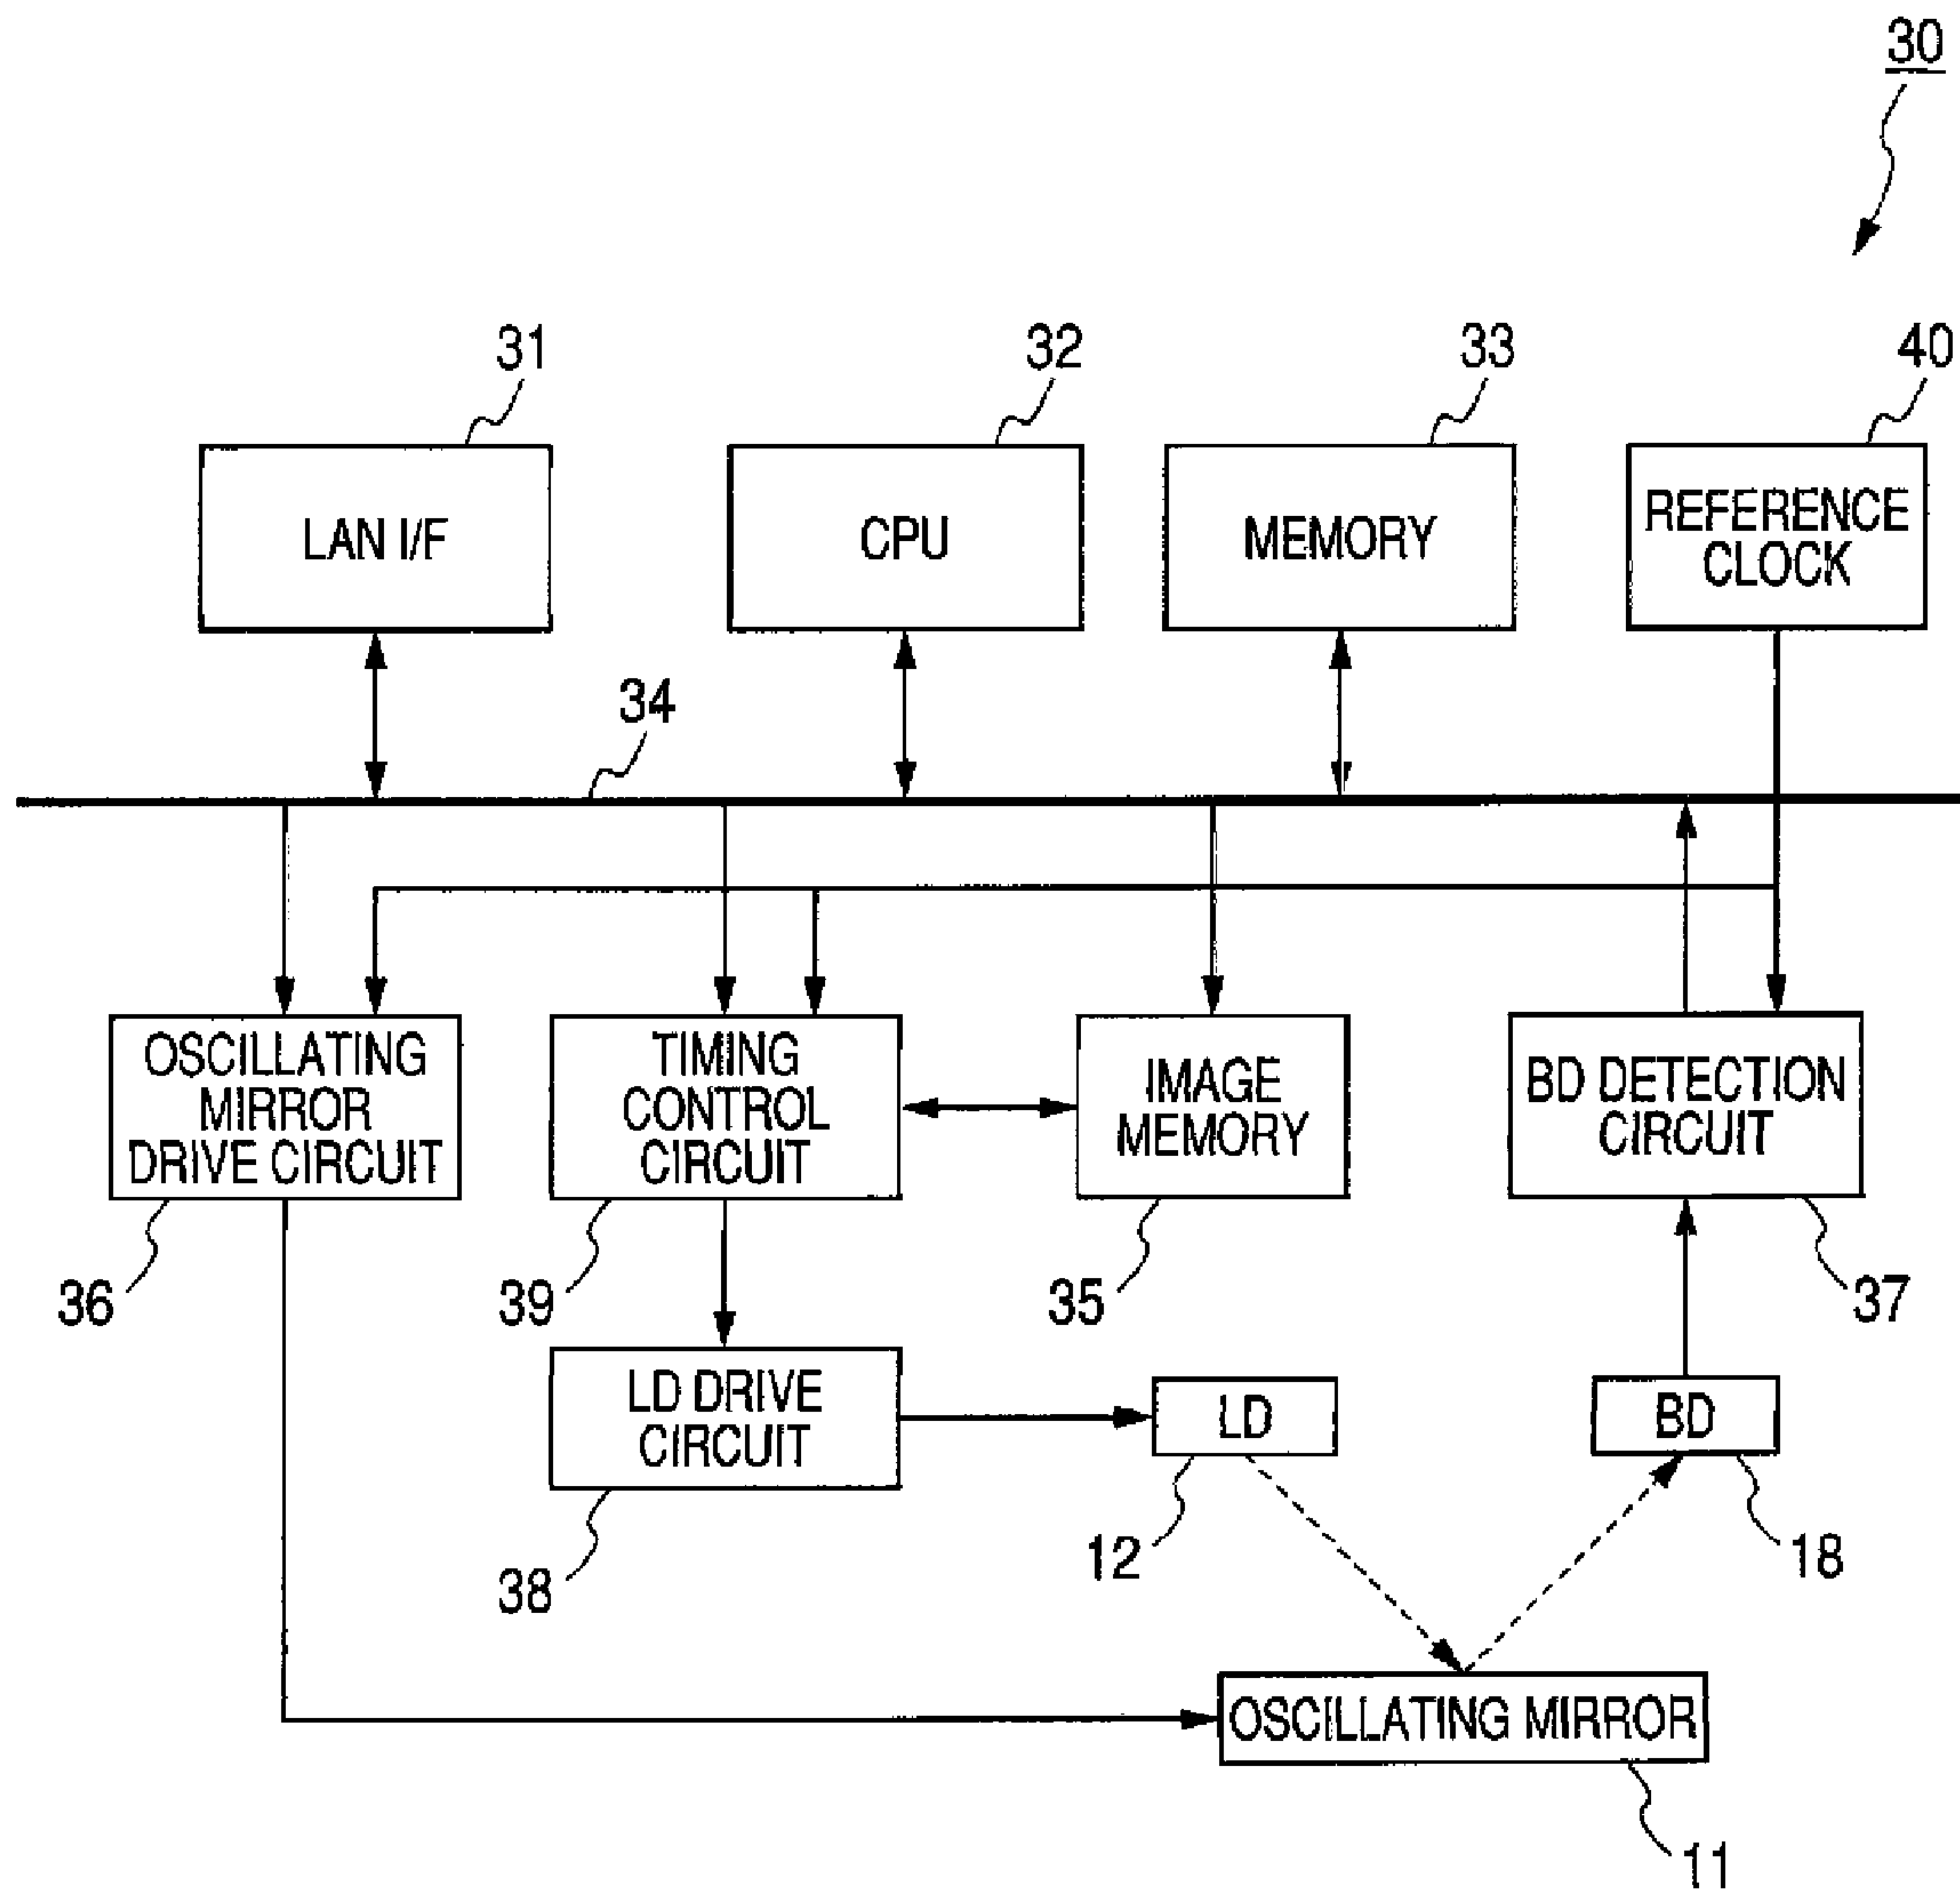 30
31
32
33
40
LAN I/F
CPU
MEMORY
REFERENCE
CLOCK
34
OSCILLATING
MIRROR
DRIVE CIRCUIT
TIMING
CONTROL
CIRCUIT
IMAGE
MEMORY
BD DETECTION
CIRCUIT
36
39
35
37
LD DRIVE
CIRCUIT
LD
BD
38
12
18
OSCILLATING MIRROR
11